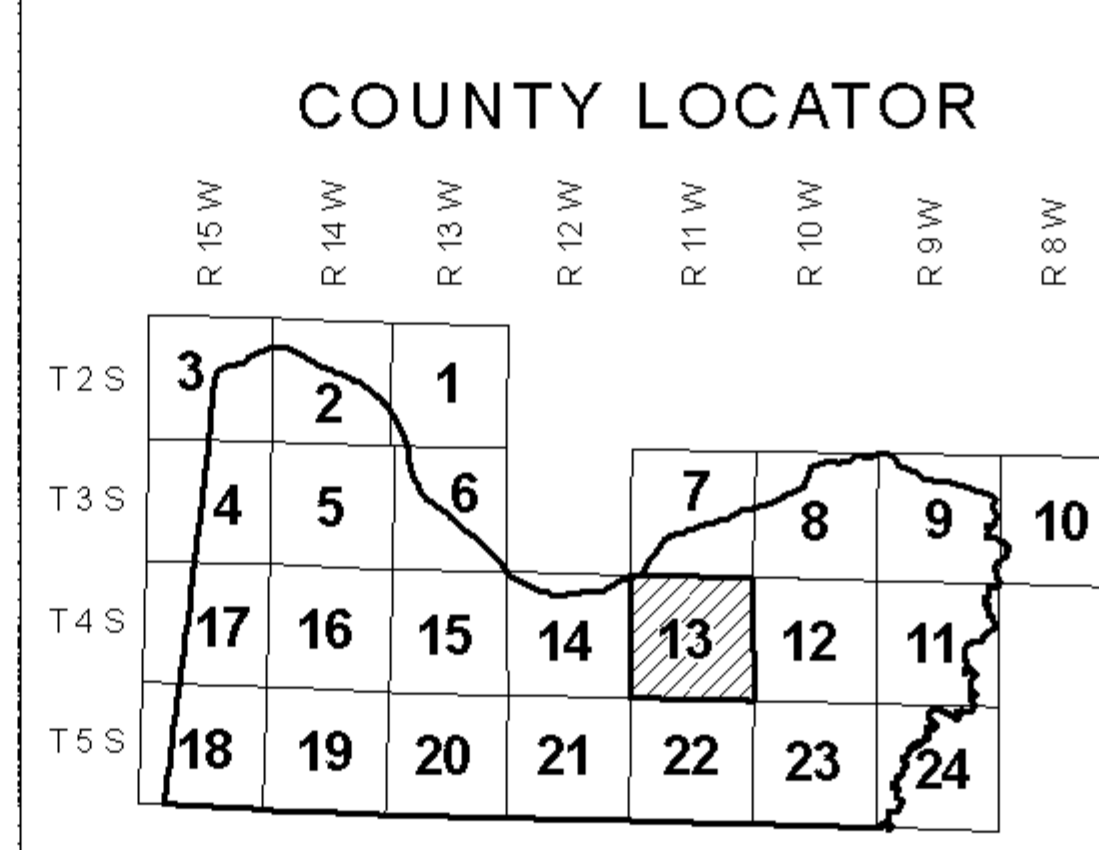 COUNTY LOCATOR
R 15 W R 14 W R 13 W R 12 W R 11 W R 10 W R 9 W R 8 W
T 2 S 3 2 1
T 3 S 4 5 6 7 8 9 10
T 4 S 17 16 15 14 13 12 11
T 5 S 18 19 20 21 22 23 24